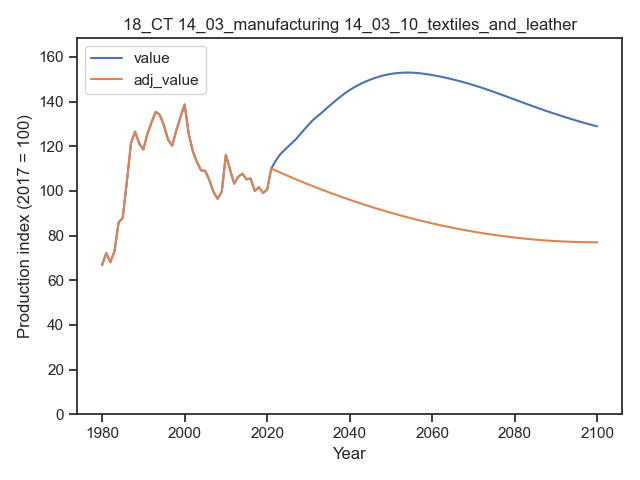 18_CT 14_03_manufacturing 14_03_10_textiles_and_leather
value
adj_value
Production index (2017 = 100)
160
140
120
100
80
60
40
20
0
1980 2000 2020 2040 2060 2080 2100
Year